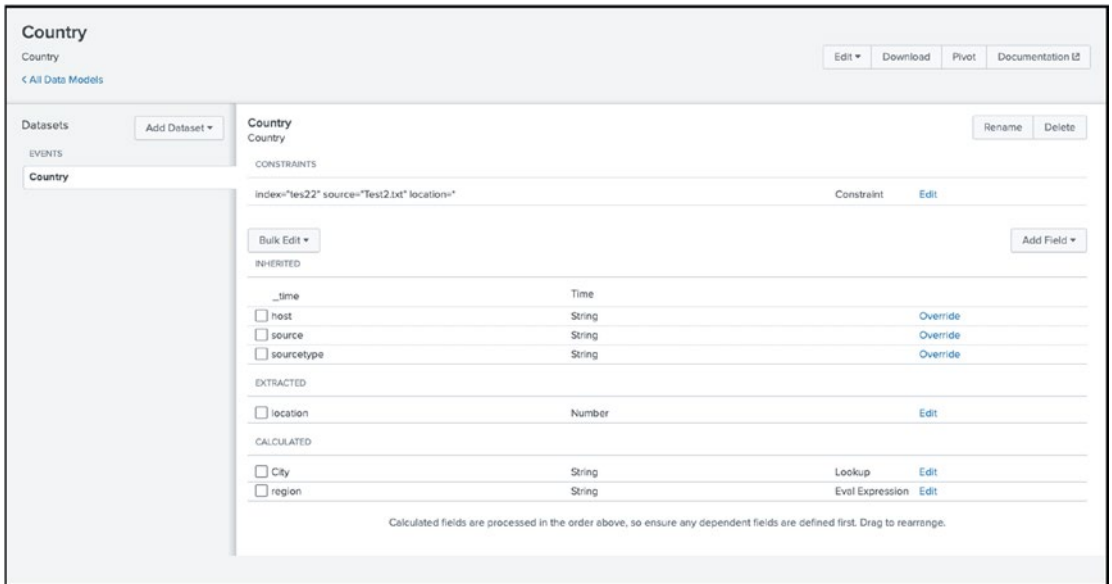 Country
Country
Edit Download Pivot Documentation
< All Data Models
Datasets Add Dataset
EVENTS
Country
Country
Country
Rename Delete
CONSTRAINTS
index="tes22" source="Test2.txt" location=* Constraint Edit
Bulk Edit Add Field
INHERITED
_time Time
host String Override
source String Override
sourcetype String Override
EXTRACTED
location Number Edit
CALCULATED
City String Lookup Edit
region String Eval Expression Edit
Calculated fields are processed in the order above, so ensure any dependent fields are defined first. Drag to rearrange.